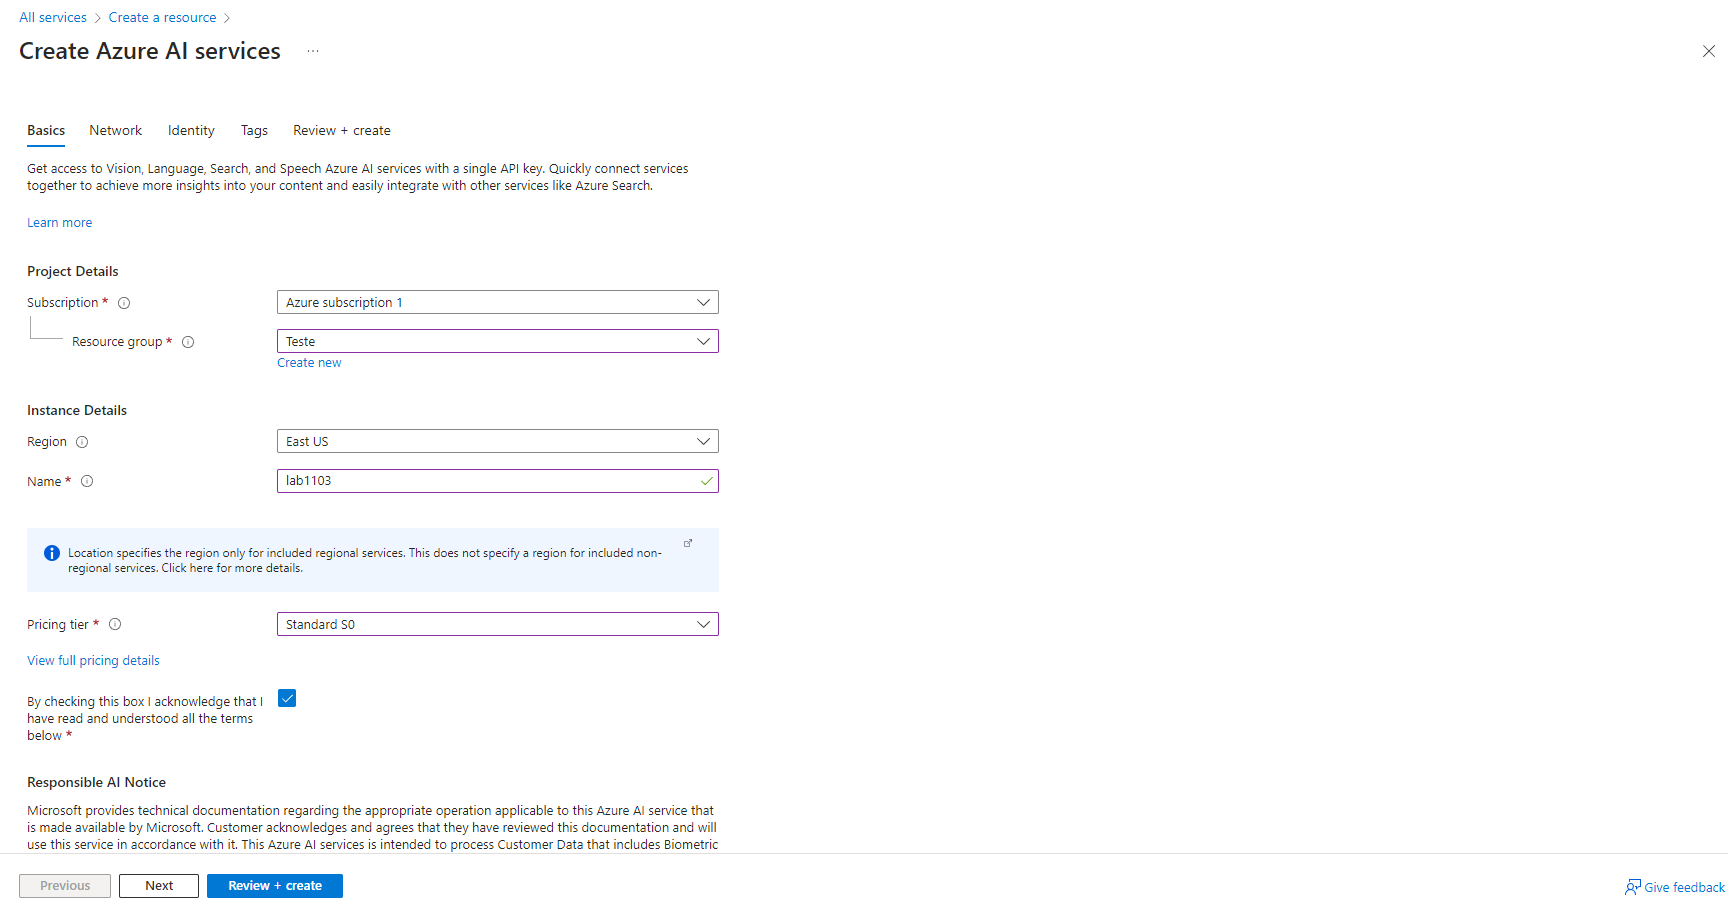 All services > Create a resource >
Create Azure AI services ...
Basics Network Identity Tags Review + create
Get access to Vision, Language, Search, and Speech Azure AI services with a single API key. Quickly connect services
together to achieve more insights into your content and easily integrate with other services like Azure Search.
Learn more
Project Details
Subscription * Azure subscription 1
Resource group * Teste
Create new
Instance Details
Region East US
Name * lab1103
Location specifies the region only for included regional services. This does not specify a region for included non-
regional services. Click here for more details.
Pricing tier * Standard S0
View full pricing details
By checking this box I acknowledge that I
have read and understood all the terms
below *
Responsible AI Notice
Microsoft provides technical documentation regarding the appropriate operation applicable to this Azure AI service that
is made available by Microsoft. Customer acknowledges and agrees that they have reviewed this documentation and will
use this service in accordance with it. This Azure AI services is intended to process Customer Data that includes Biometric
Previous Next Review + create Give feedback